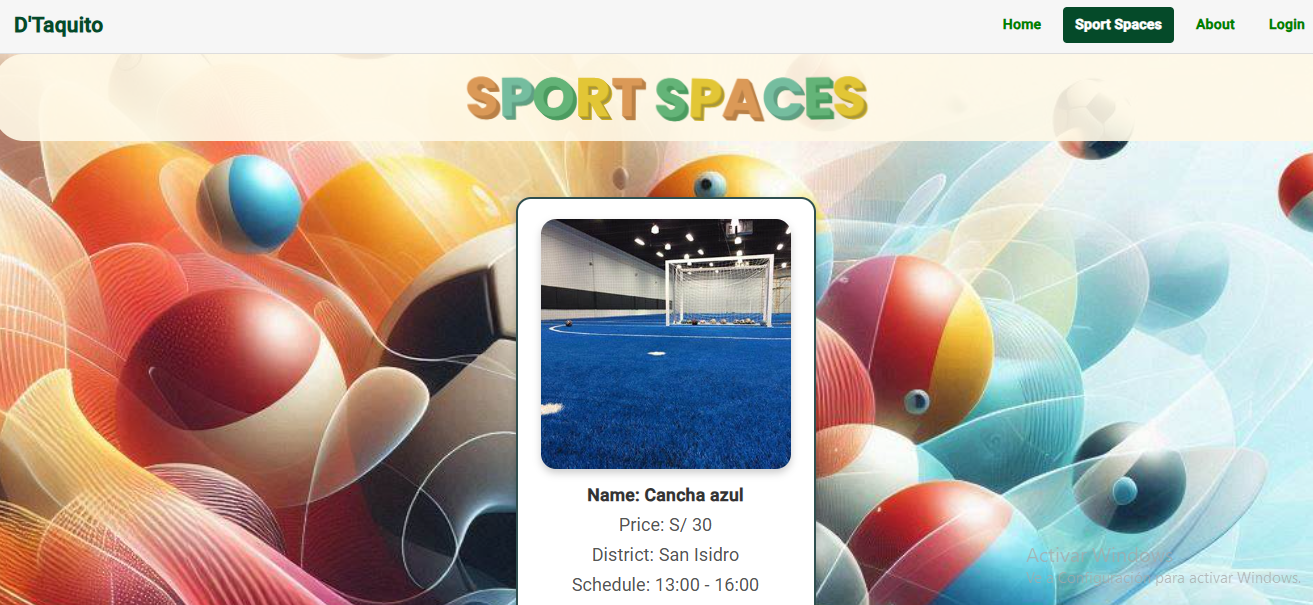 D'Taquito
Home
Sport Spaces
About
Login
SPORT SPACES
Name: Cancha azul
Price: S/ 30
District: San Isidro
Schedule: 13:00 - 16:00
Activar Windows
Ve a Configuración para activar Windows.